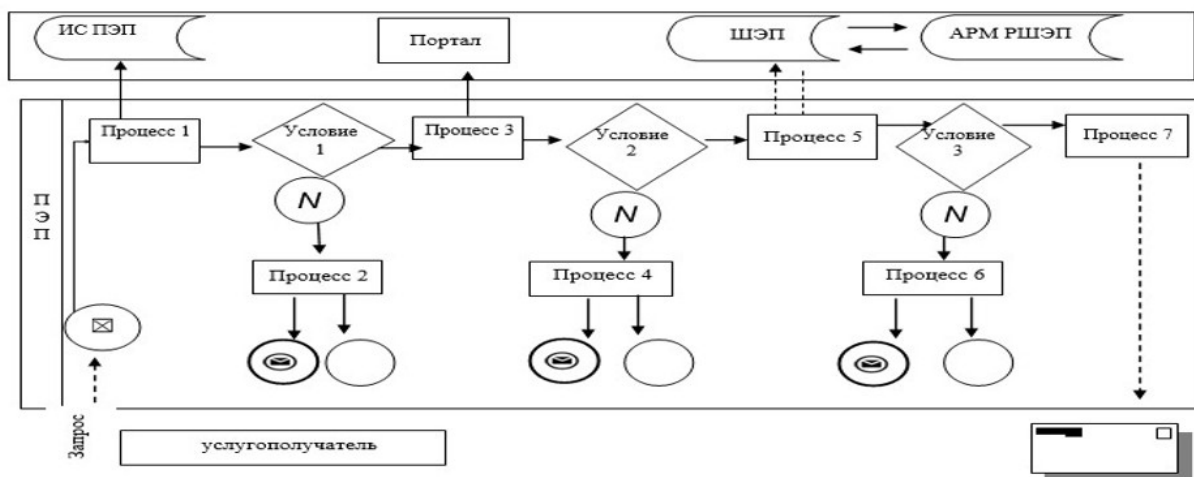 ИС ПЭП
Портал
ШЭП
АРМ РШЭП
Процесс 1
Условие
1
Процесс 3
Условие
2
Процесс 5
Условие
3
Процесс 7
ПЭП
N
N
N
Процесс 2
Процесс 4
Процесс 6
Запрос
услугополучатель